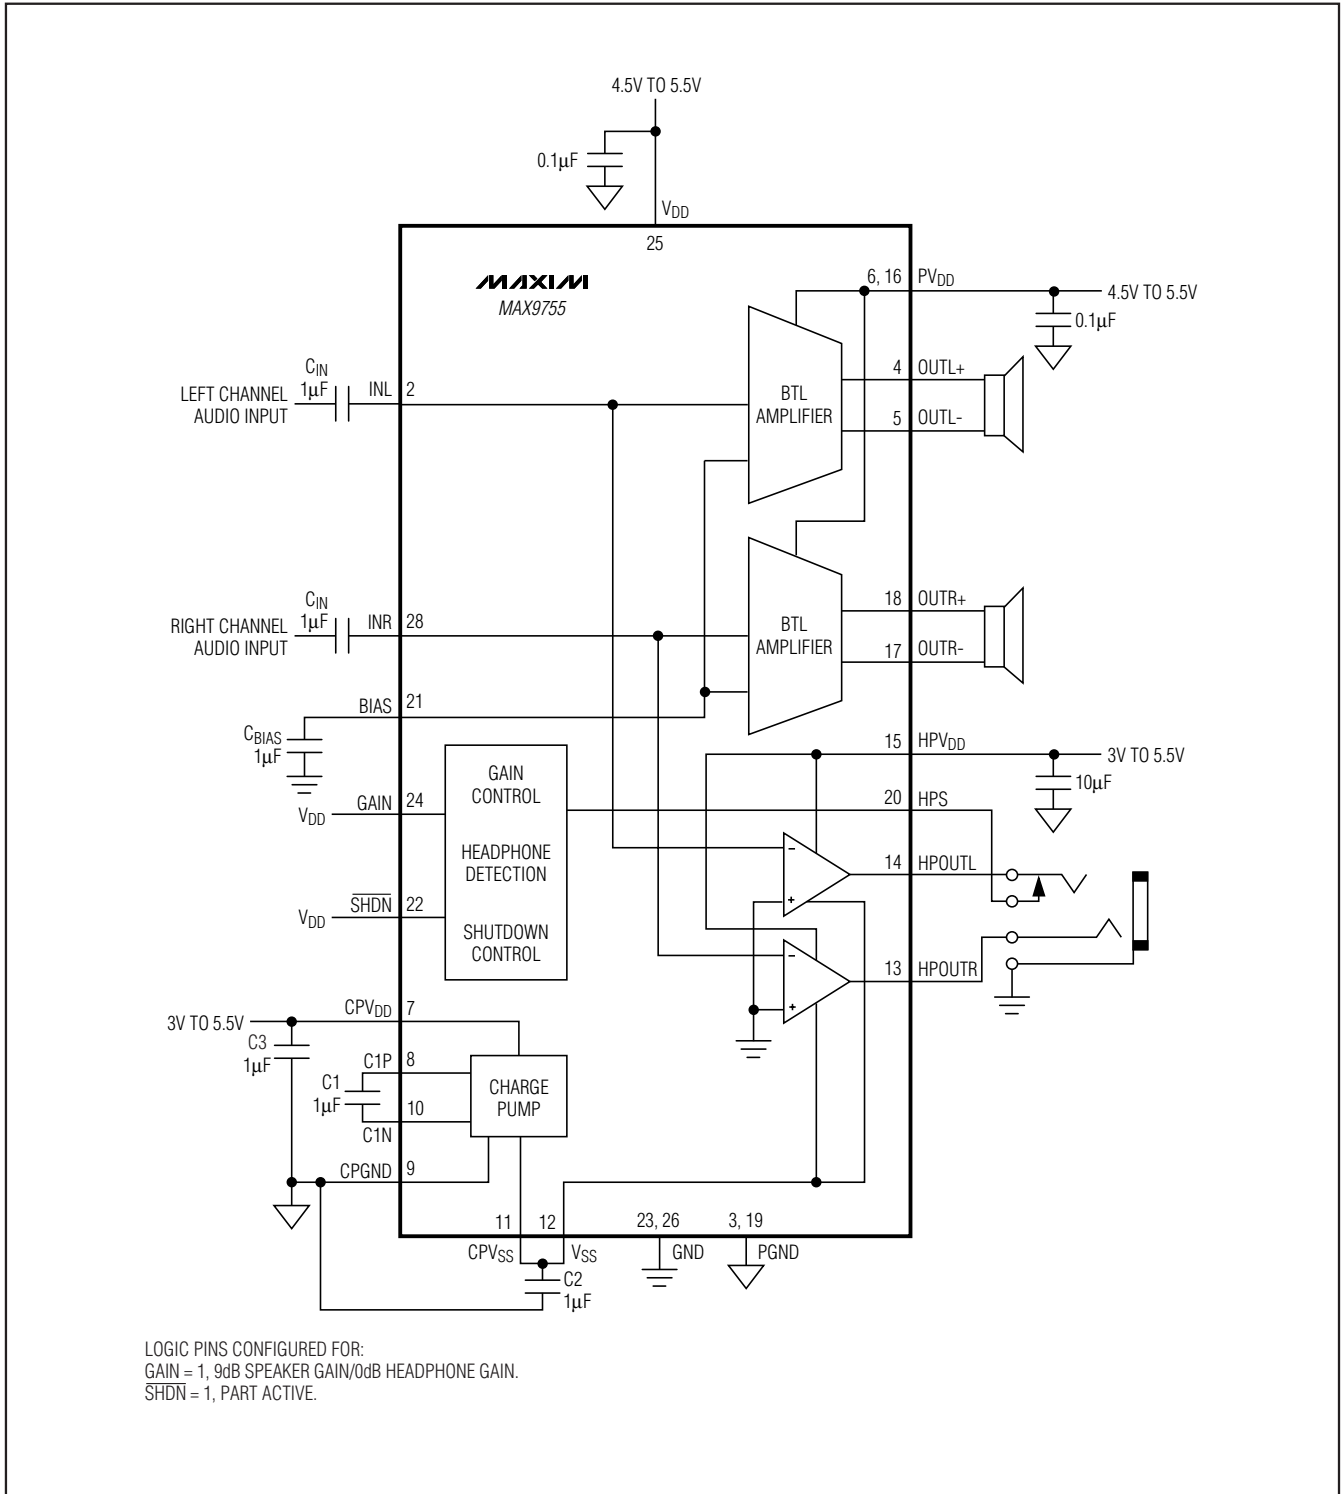 4.5V TO 5.5V
0.1μF
VDD
25
MAXIM
MAX9755
6, 16 PVDD
4.5V TO 5.5V
0.1μF
LEFT CHANNEL
AUDIO INPUT
CIN
1μF
INL 2
BTL
AMPLIFIER
4 OUTL+
5 OUTL-
RIGHT CHANNEL
AUDIO INPUT
CIN
1μF
INR 28
BTL
AMPLIFIER
18 OUTR+
17 OUTR-
BIAS 21
CBIAS
1μF
15 HPVDD
3V TO 5.5V
10μF
GAIN
CONTROL
HEADPHONE
DETECTION
SHUTDOWN
CONTROL
VDD GAIN 24
20 HPS
VDD SHDN 22
−
+
14 HPOUTL
−
+
13 HPOUTR
3V TO 5.5V
CPVDD 7
C3
1μF
C1P 8
C1
1μF
10
C1N
CHARGE
PUMP
CPGND 9
11 12
CPVSS VSS
C2
1μF
23, 26
GND
3, 19
PGND
LOGIC PINS CONFIGURED FOR:
GAIN = 1, 9dB SPEAKER GAIN/0dB HEADPHONE GAIN.
SHDN = 1, PART ACTIVE.